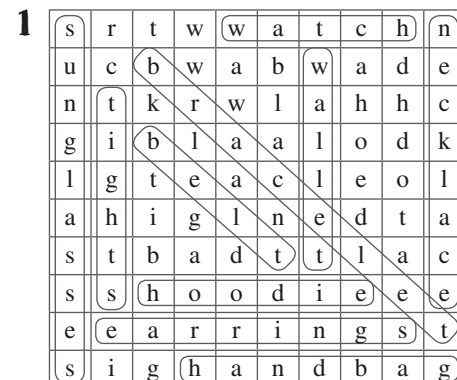 1
s r t w w a t c h n
u c b w a b w a d e
n t k r w l a h h c
g i b l a a l o d k
l g t e a c l e o l
a h i g l n e d t a
s t b a d t t l a c
s s h o o d i e e e
e e a r r i n g s t
s i g h a n d b a g